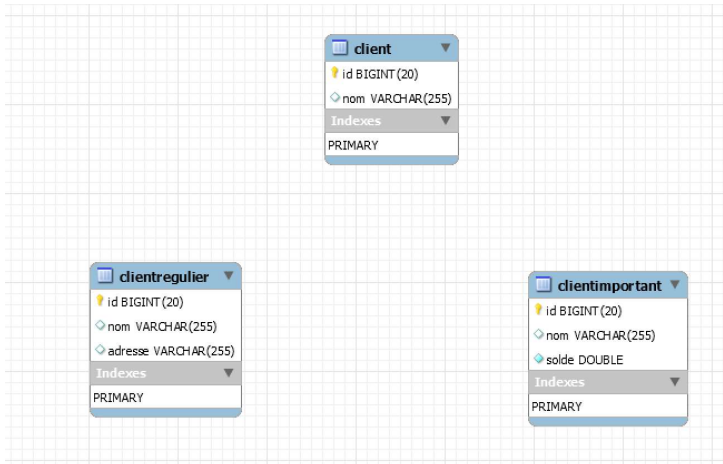 client
id BIGINT(20)
nom VARCHAR(255)
Indexes
PRIMARY
clientregulier
id BIGINT(20)
nom VARCHAR(255)
adresse VARCHAR(255)
Indexes
PRIMARY
clientimportant
id BIGINT(20)
nom VARCHAR(255)
solde DOUBLE
Indexes
PRIMARY